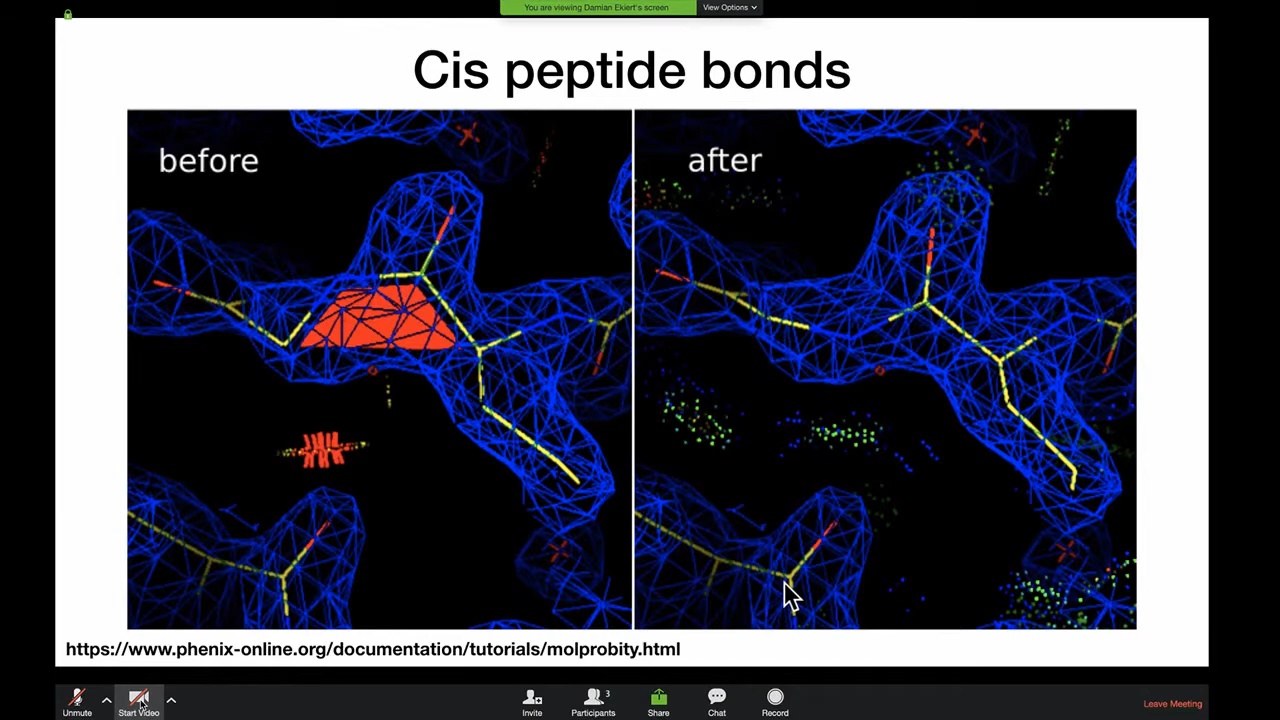 You are viewing Damian Ekiert's screen
View Options
Cis peptide bonds
before
after
https://www.phenix-online.org/documentation/tutorials/molprobity.html
Unmute
Start Video
Invite
Participants
3
Share
Chat
Record
Leave Meeting